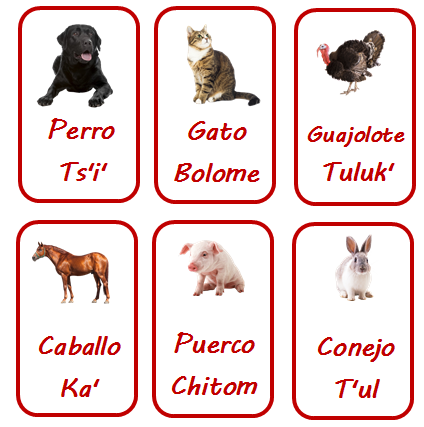 Perro
Ts'i'
Gato
Bolome
Guajolote
Tuluk'
Caballo
Ka'
Puerco
Chitom
Conejo
T'ul